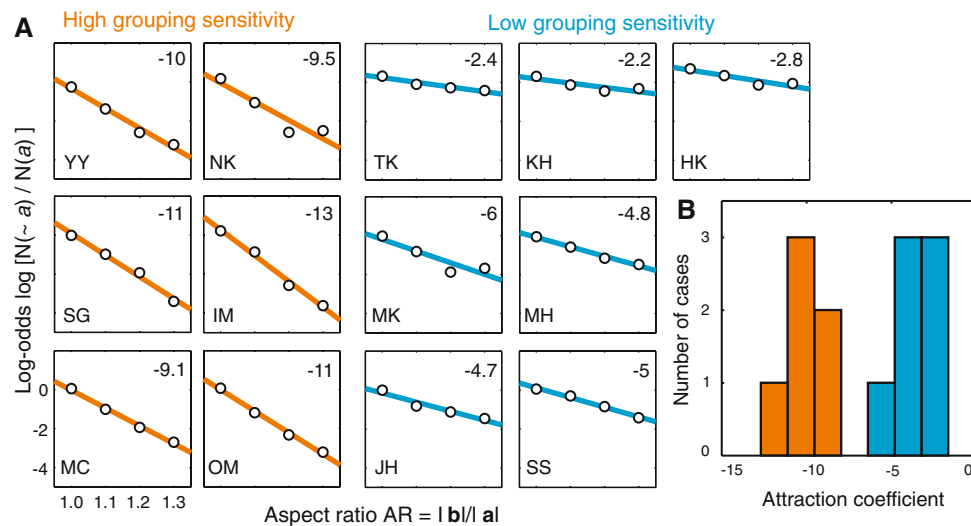 High grouping sensitivity
Low grouping sensitivity
A
Log-odds log [N(~ a) / N(a) ]
-10
YY
-9.5
NK
-2.4
TK
-2.2
KH
-2.8
HK
-11
SG
-13
IM
-6
MK
-4.8
MH
-9.1
MC
-11
OM
-4.7
JH
-5
SS
0
-2
-4
1.0 1.1 1.2 1.3
Aspect ratio AR = | b|/| a|
B
Number of cases
3
2
1
0
-15 -10 -5 0
Attraction coefficient